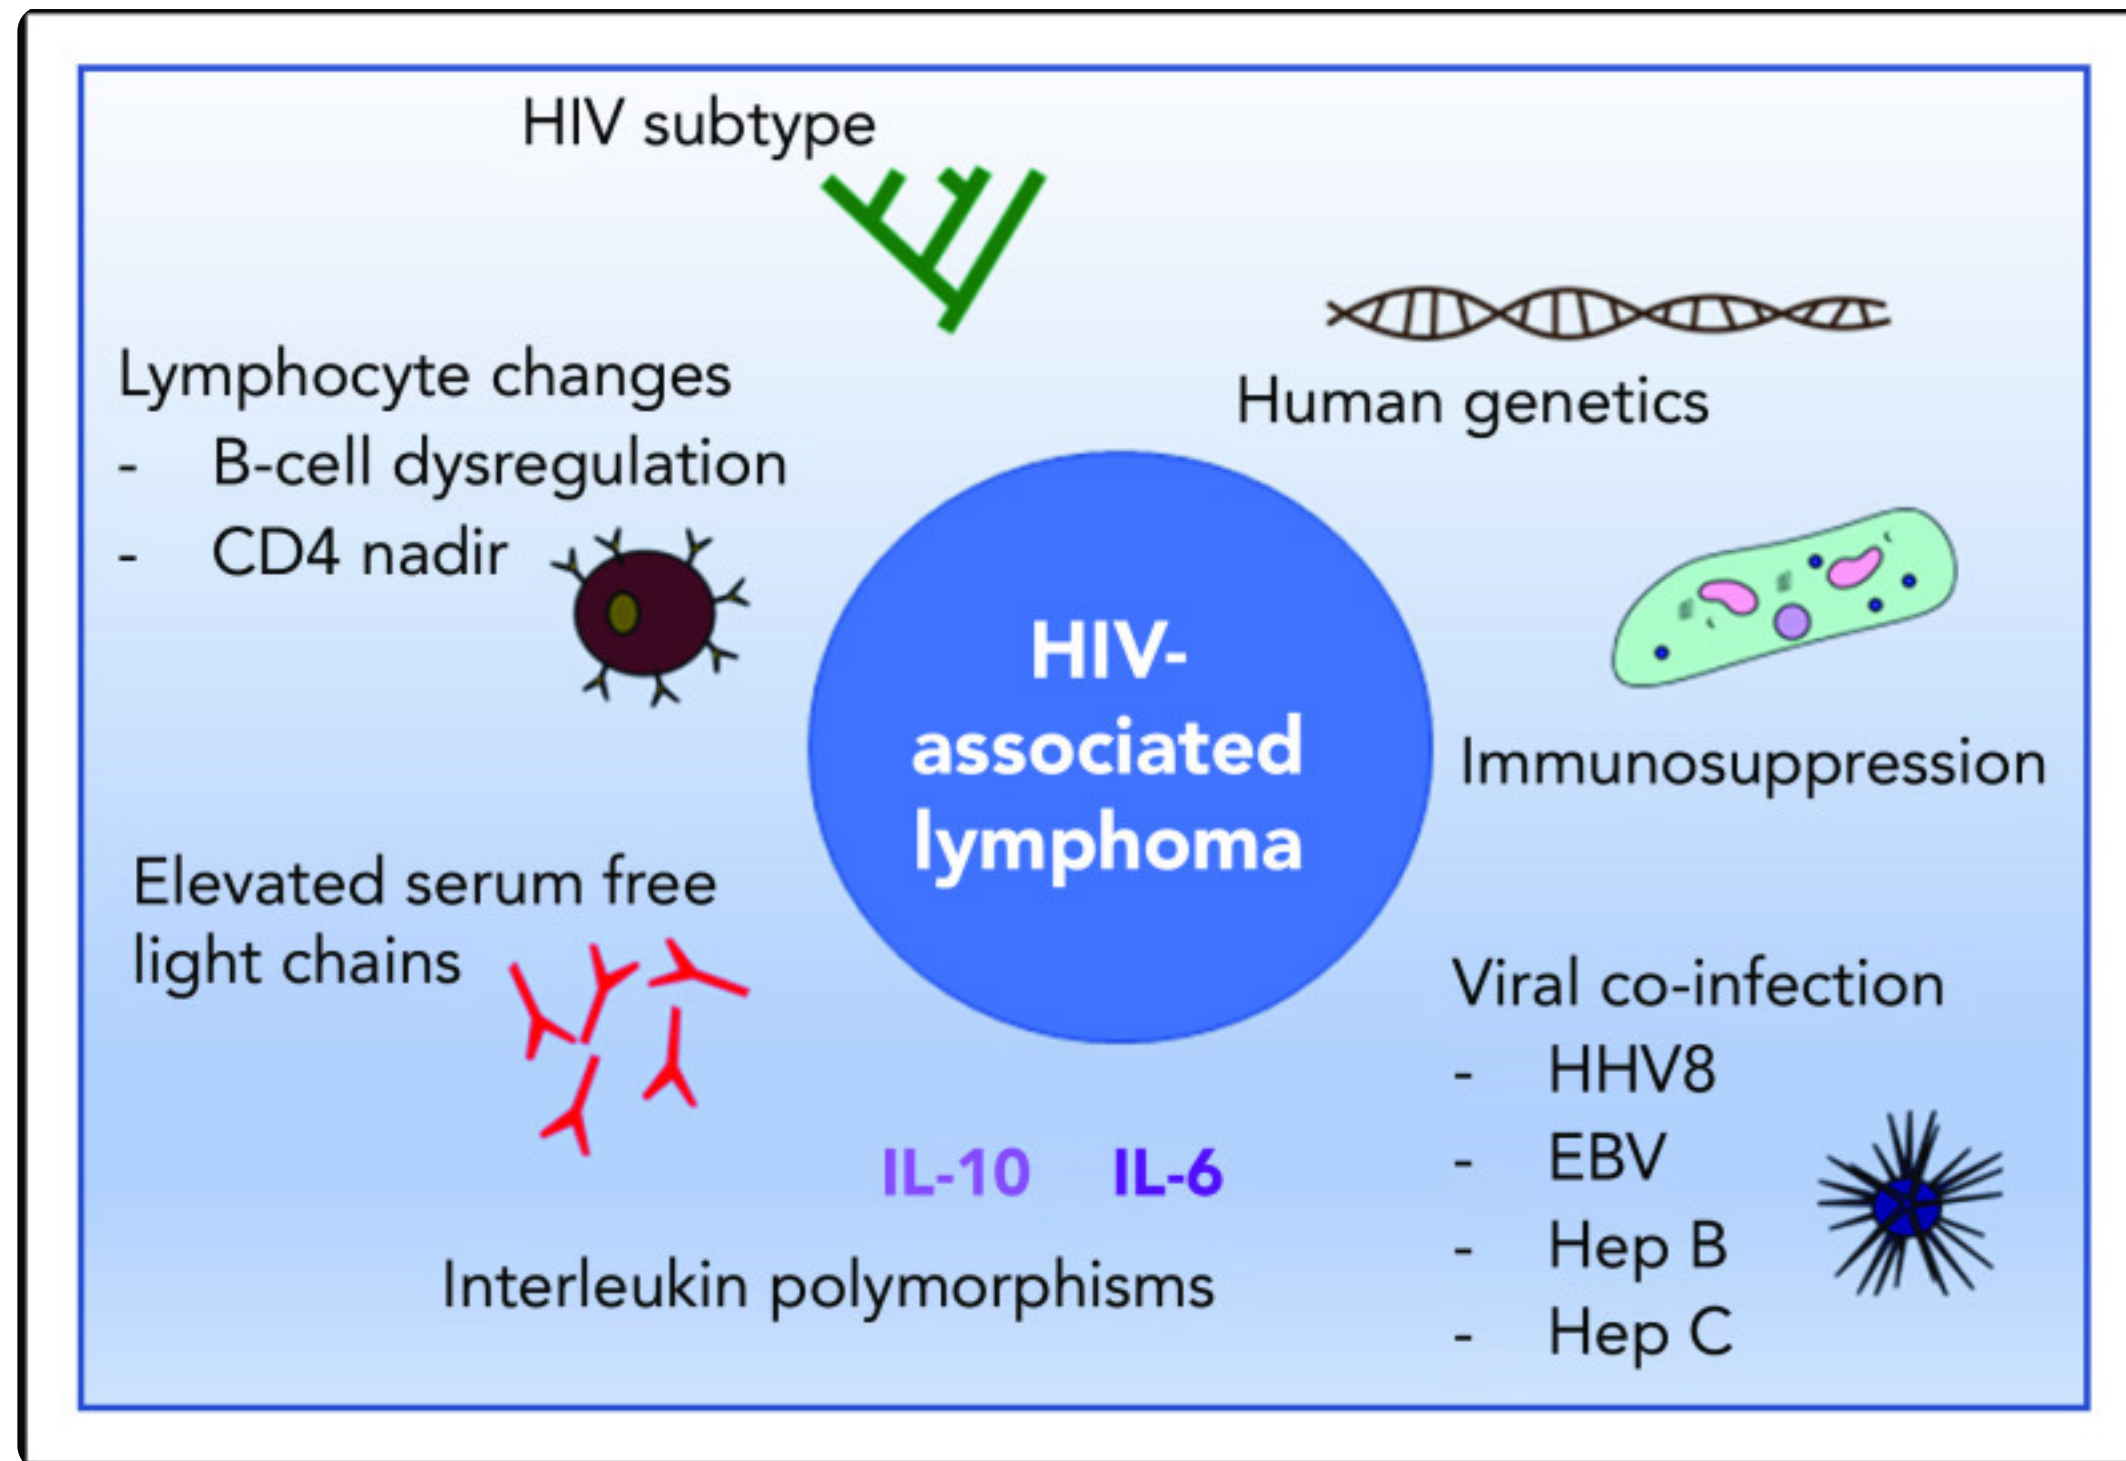 HIV subtype
Human genetics
Lymphocyte changes
- B-cell dysregulation
- CD4 nadir
HIV-
associated
lymphoma
Immunosuppression
Elevated serum free
light chains
Viral co-infection
- HHV8
- EBV
- Hep B
- Hep C
IL-10 IL-6
Interleukin polymorphisms